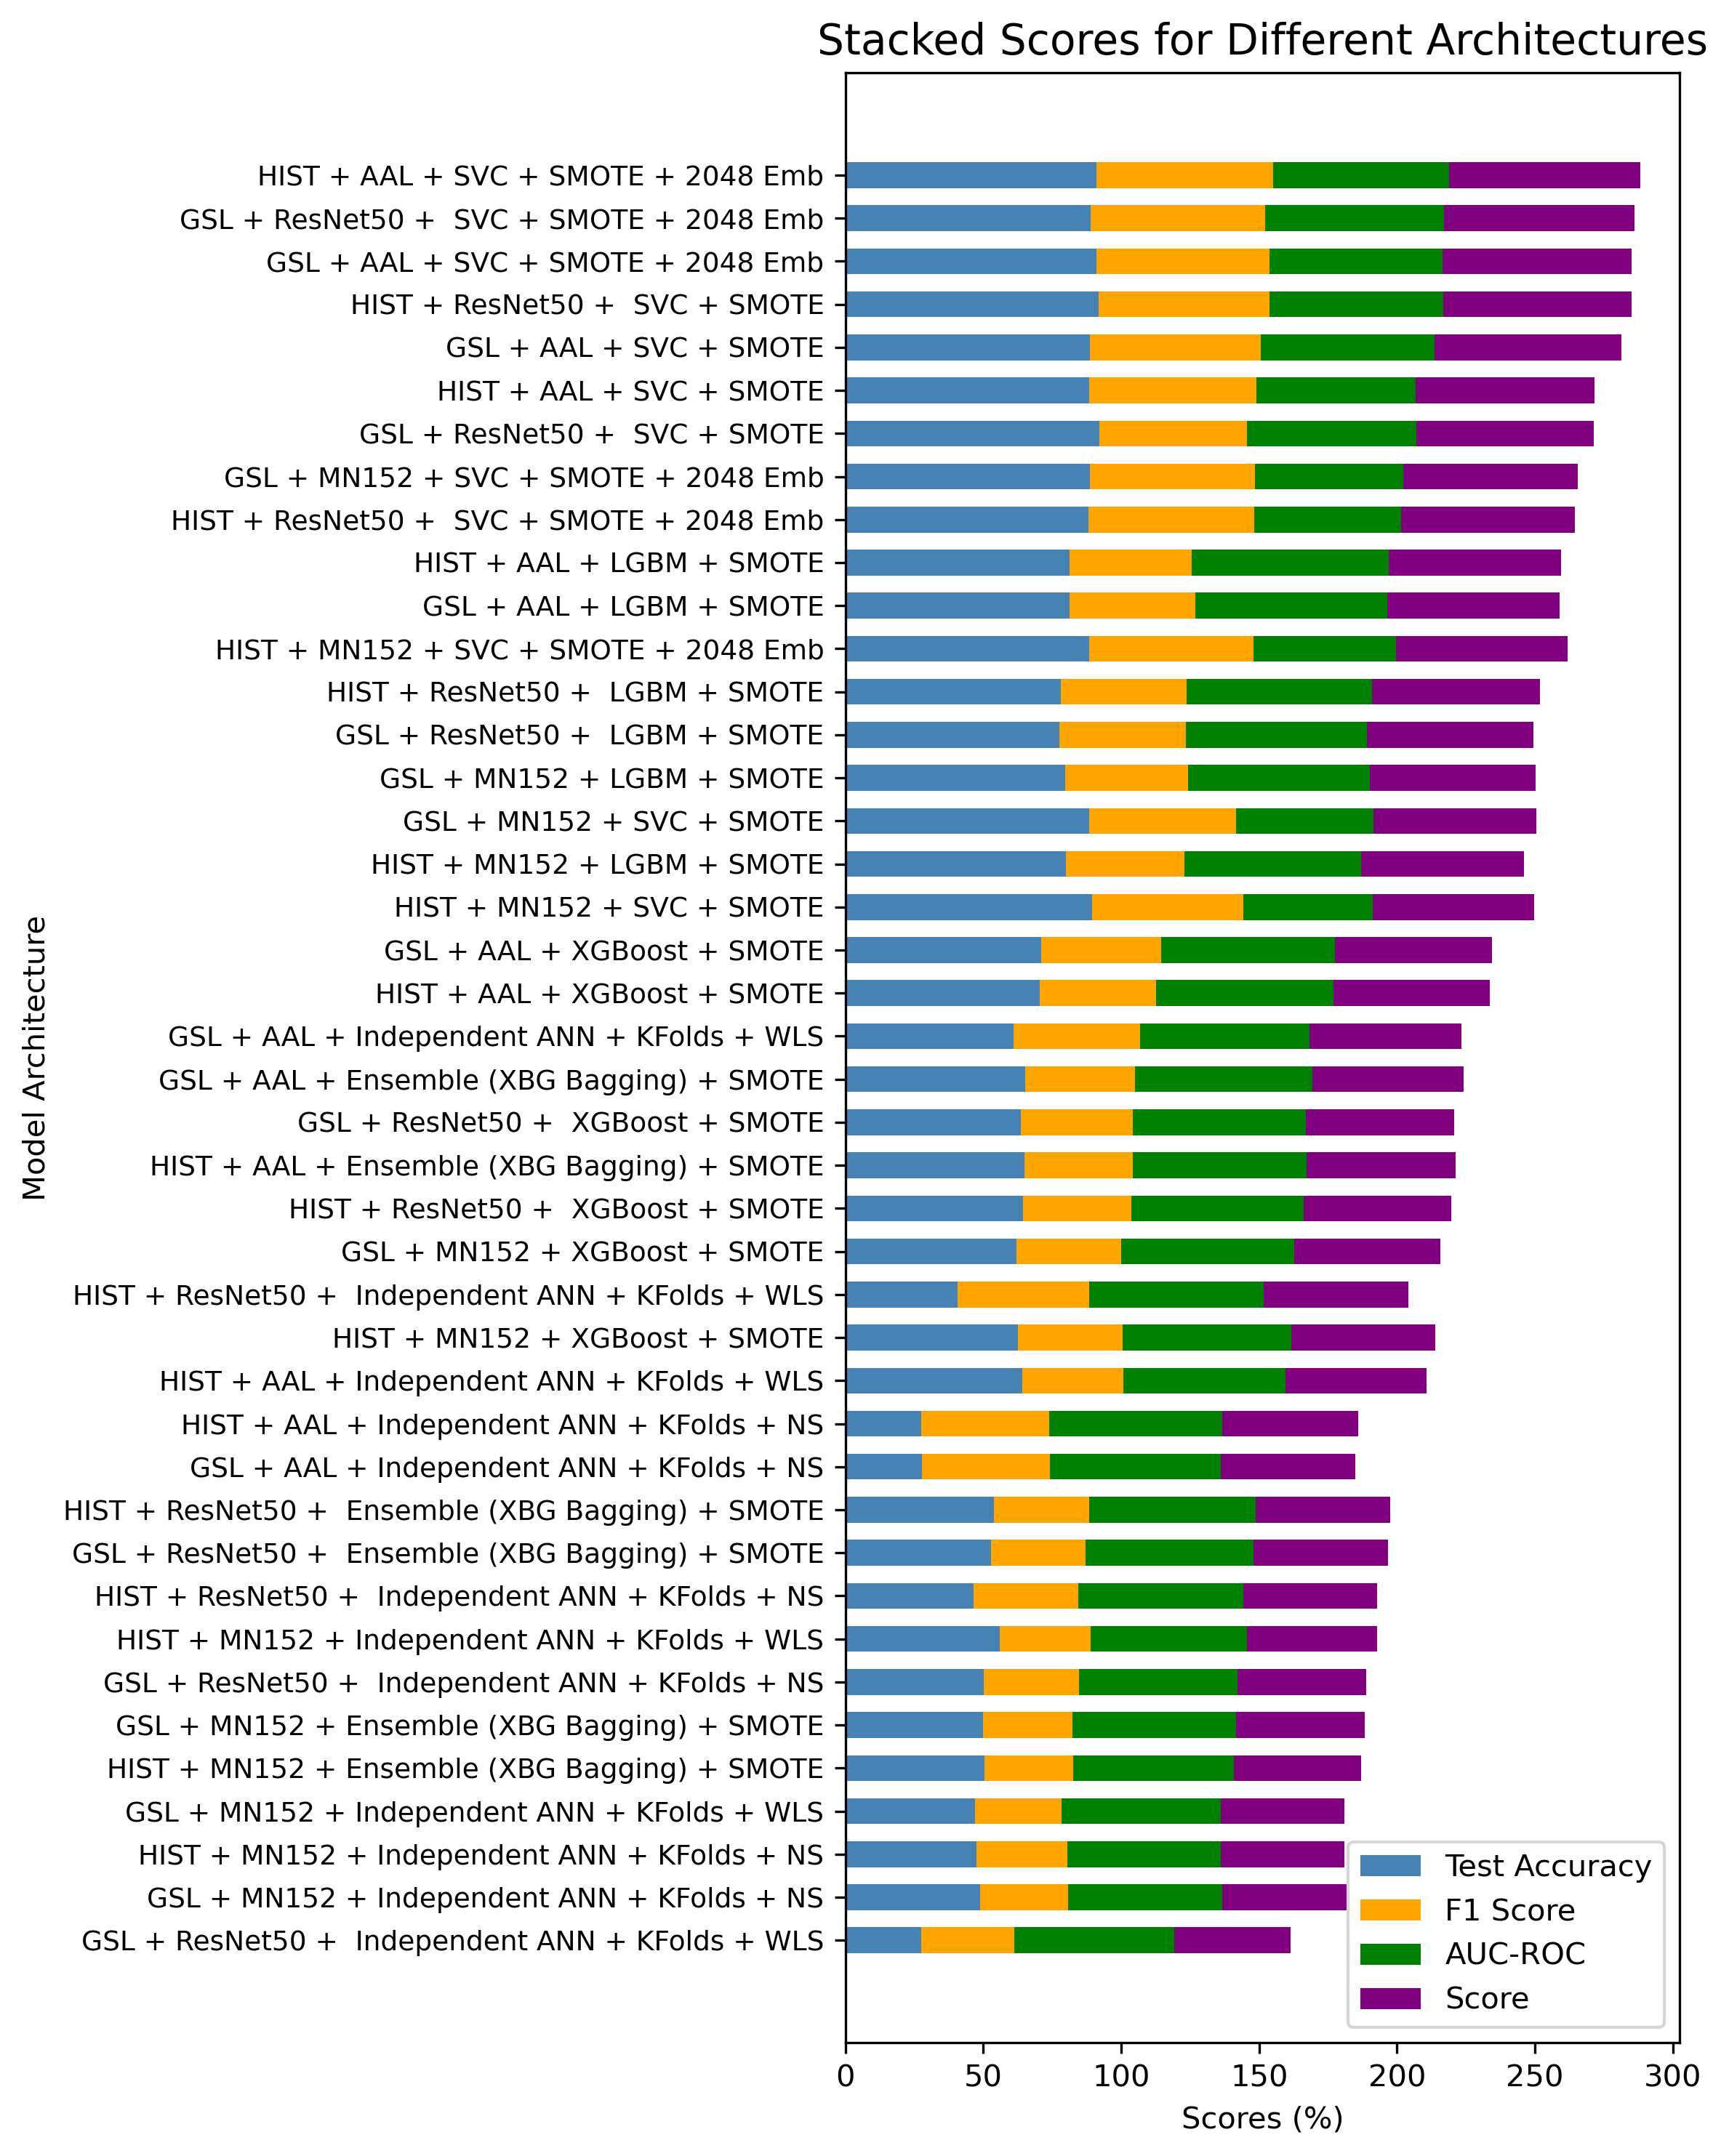 Stacked Scores for Different Architectures
HIST + AAL + SVC + SMOTE + 2048 Emb
GSL + ResNet50 +  SVC + SMOTE + 2048 Emb
GSL + AAL + SVC + SMOTE + 2048 Emb
HIST + ResNet50 +  SVC + SMOTE
GSL + AAL + SVC + SMOTE
HIST + AAL + SVC + SMOTE
GSL + ResNet50 +  SVC + SMOTE
GSL + MN152 + SVC + SMOTE + 2048 Emb
HIST + ResNet50 +  SVC + SMOTE + 2048 Emb
HIST + AAL + LGBM + SMOTE
GSL + AAL + LGBM + SMOTE
HIST + MN152 + SVC + SMOTE + 2048 Emb
HIST + ResNet50 +  LGBM + SMOTE
GSL + ResNet50 +  LGBM + SMOTE
GSL + MN152 + LGBM + SMOTE
GSL + MN152 + SVC + SMOTE
HIST + MN152 + LGBM + SMOTE
HIST + MN152 + SVC + SMOTE
GSL + AAL + XGBoost + SMOTE
HIST + AAL + XGBoost + SMOTE
GSL + AAL + Independent ANN + KFolds + WLS
GSL + AAL + Ensemble (XBG Bagging) + SMOTE
GSL + ResNet50 +  XGBoost + SMOTE
HIST + AAL + Ensemble (XBG Bagging) + SMOTE
HIST + ResNet50 +  XGBoost + SMOTE
GSL + MN152 + XGBoost + SMOTE
HIST + ResNet50 +  Independent ANN + KFolds + WLS
HIST + MN152 + XGBoost + SMOTE
HIST + AAL + Independent ANN + KFolds + WLS
HIST + AAL + Independent ANN + KFolds + NS
GSL + AAL + Independent ANN + KFolds + NS
HIST + ResNet50 +  Ensemble (XBG Bagging) + SMOTE
GSL + ResNet50 +  Ensemble (XBG Bagging) + SMOTE
HIST + ResNet50 +  Independent ANN + KFolds + NS
HIST + MN152 + Independent ANN + KFolds + WLS
GSL + ResNet50 +  Independent ANN + KFolds + NS
GSL + MN152 + Ensemble (XBG Bagging) + SMOTE
HIST + MN152 + Ensemble (XBG Bagging) + SMOTE
GSL + MN152 + Independent ANN + KFolds + WLS
HIST + MN152 + Independent ANN + KFolds + NS
GSL + MN152 + Independent ANN + KFolds + NS
GSL + ResNet50 +  Independent ANN + KFolds + WLS
Model Architecture
Test Accuracy
F1 Score
AUC-ROC
Score
0 50 100 150 200 250 300
Scores (%)